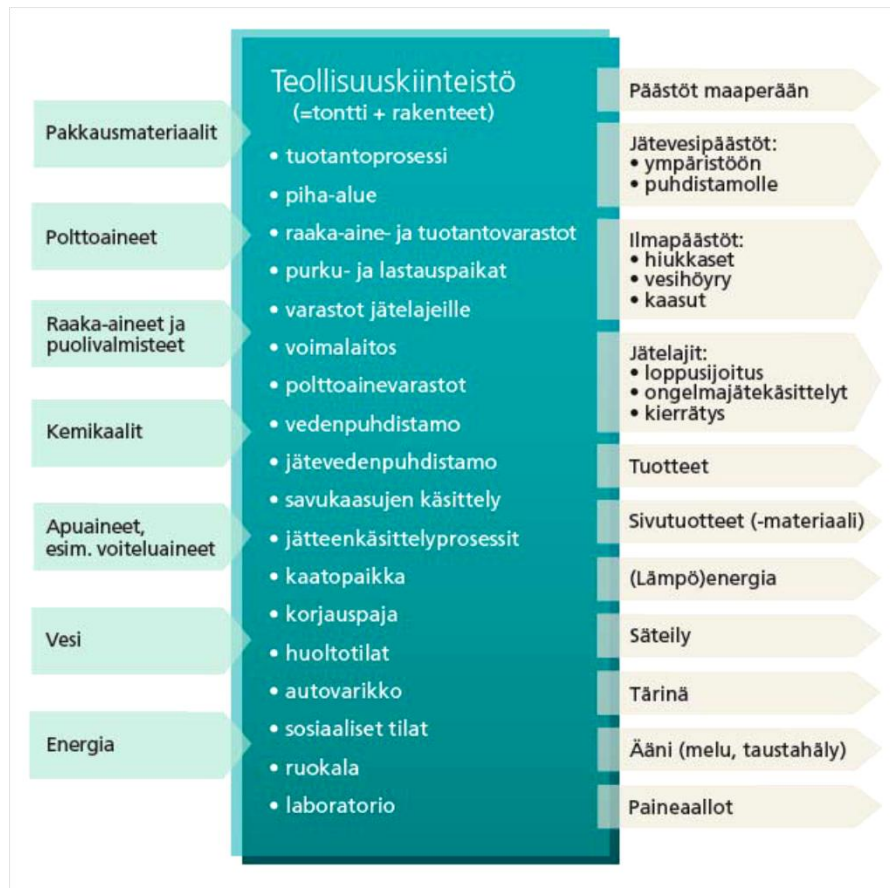 Pakkausmateriaalit
Polttoaineet
Raaka-aineet ja
puolivalmisteet
Kemikaalit
Apuaineet,
esim. voiteluaineet
Vesi
Energia
Teollisuuskiinteistö
(=tontti + rakenteet)
• tuotantoprosessi
• piha-alue
• raaka-aine- ja tuotantovarastot
• purku- ja lastauspaikat
• varastot jätelajeille
• voimalaitos
• polttoainevarastot
• vedenpuhdistamo
• jätevedenpuhdistamo
• savukaasujen käsittely
• jätteenkäsittelyprosessit
• kaatopaikka
• korjauspaja
• huoltotilat
• autovarikko
• sosiaaliset tilat
• ruokala
• laboratorio
Päästöt maaperään
Jätevesipäästöt:
• ympäristöön
• puhdistamolle
Ilmapäästöt:
• hiukkaset
• vesihöyry
• kaasut
Jätelajit:
• loppusijoitus
• ongelmajätekäsittelyt
• kierrätys
Tuotteet
Sivutuotteet (-materiaali)
(Lämpö)energia
Säteily
Tärinä
Ääni (melu, taustahäly)
Paineaallot